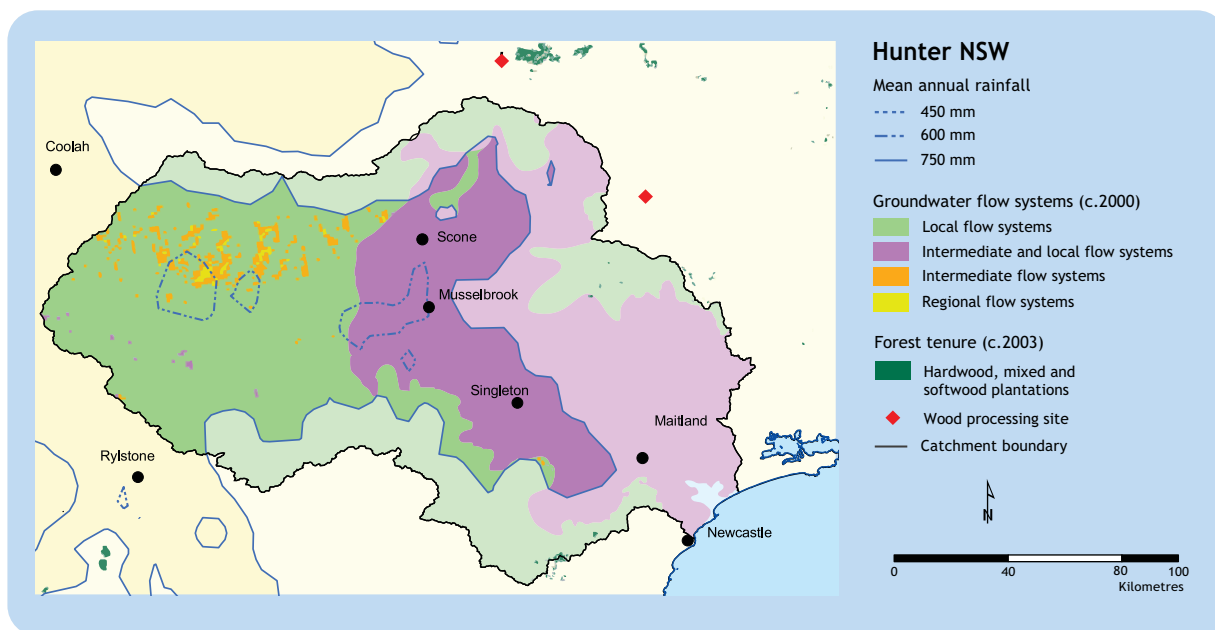 Coolah
Scone
Musselbrook
Singleton
Maitland
Rylstone
Newcastle
Hunter NSW
Mean annual rainfall
450 mm
600 mm
750 mm
Groundwater flow systems (c.2000)
Local flow systems
Intermediate and local flow systems
Intermediate flow systems
Regional flow systems
Forest tenure (c.2003)
Hardwood, mixed and
softwood plantations
Wood processing site
Catchment boundary
N
0 40 80 100
Kilometres